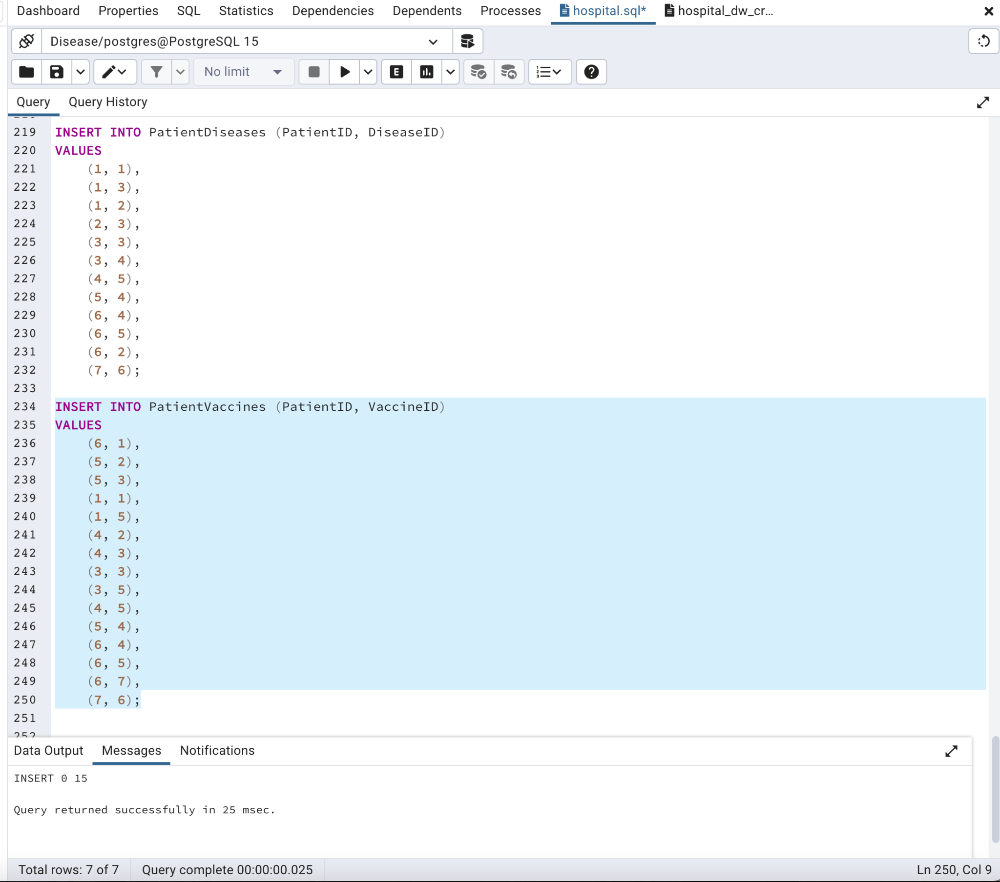 Dashboard Properties SQL Statistics Dependencies Dependents Processes hospital.sql* hospital_dw_cr...
Disease/postgres@PostgreSQL 15
No limit
Query Query History
219 INSERT INTO PatientDiseases (PatientID, DiseaseID)
220 VALUES
221 (1, 1),
222 (1, 3),
223 (1, 2),
224 (2, 3),
225 (3, 3),
226 (3, 4),
227 (4, 5),
228 (5, 4),
229 (6, 4),
230 (6, 5),
231 (6, 2),
232 (7, 6);
233
234 INSERT INTO PatientVaccines (PatientID, VaccineID)
235 VALUES
236 (6, 1),
237 (5, 2),
238 (5, 3),
239 (1, 1),
240 (1, 5),
241 (4, 2),
242 (4, 3),
243 (3, 3),
244 (3, 5),
245 (4, 5),
246 (5, 4),
247 (6, 4),
248 (6, 5),
249 (6, 7),
250 (7, 6);
251
252
Data Output Messages Notifications
INSERT 0 15
Query returned successfully in 25 msec.
Total rows: 7 of 7 Query complete 00:00:00.025 Ln 250, Col 9